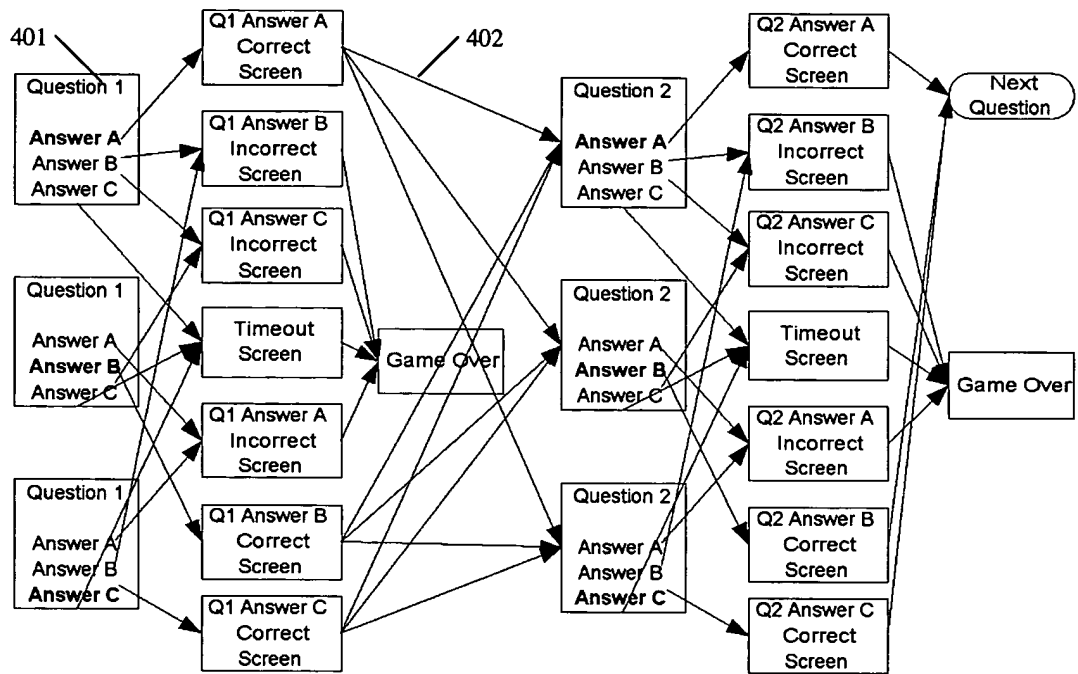 401
Question 1
Answer A
Answer B
Answer C
Question 1
Answer A
Answer B
Answer C
Question 1
Answer A
Answer B
Answer C
Q1 Answer A
Correct
Screen
Q1 Answer B
Incorrect
Screen
Q1 Answer C
Incorrect
Screen
Timeout
Screen
Q1 Answer A
Incorrect
Screen
Q1 Answer B
Correct
Screen
Q1 Answer C
Correct
Screen
Game Over
402
Question 2
Answer A
Answer B
Answer C
Question 2
Answer A
Answer B
Answer C
Question 2
Answer A
Answer B
Answer C
Q2 Answer A
Correct
Screen
Q2 Answer B
Incorrect
Screen
Q2 Answer C
Incorrect
Screen
Timeout
Screen
Q2 Answer A
Incorrect
Screen
Q2 Answer B
Correct
Screen
Q2 Answer C
Correct
Screen
Next
Question
Game Over